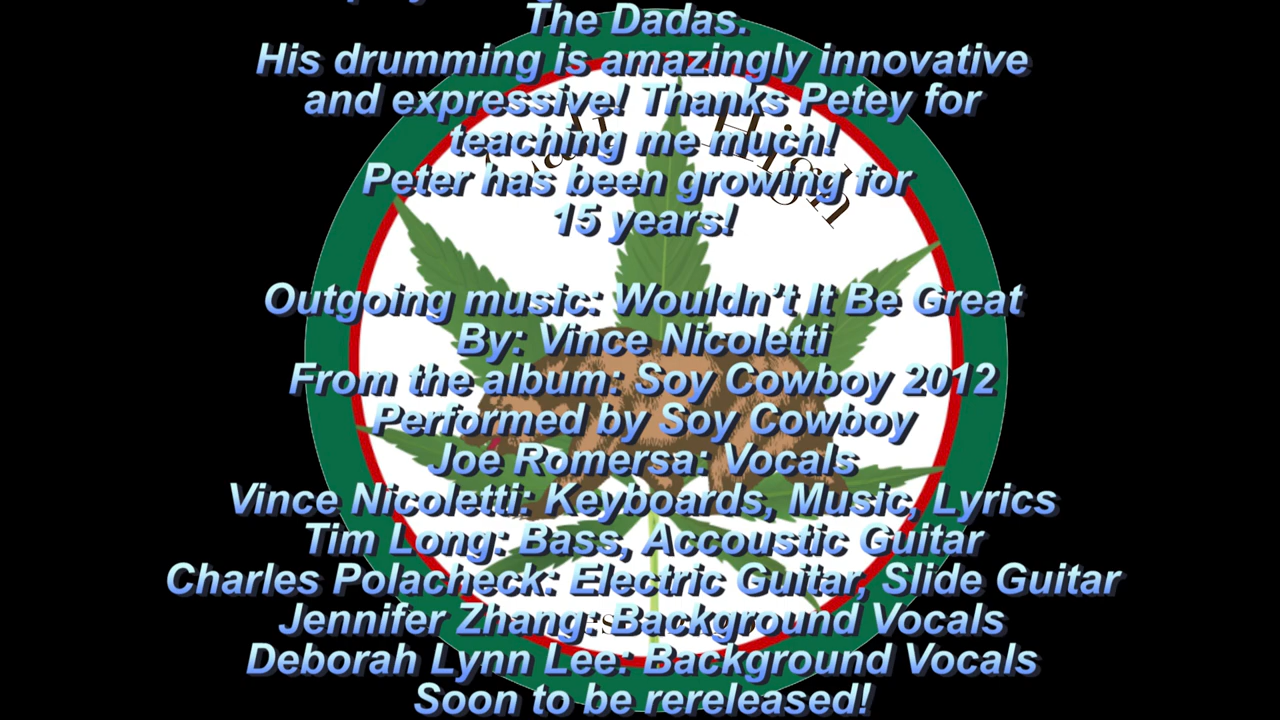 The Dadas.
His drumming is amazingly innovative
and expressive! Thanks Petey for
teaching me much!
Peter has been growing for
15 years!
Outgoing music: Wouldn't It Be Great
By: Vince Nicoletti
From the album: Soy Cowboy 2012
Performed by Soy Cowboy
Joe Romersa: Vocals
Vince Nicoletti: Keyboards, Music, Lyrics
Tim Long: Bass, Accoustic Guitar
Charles Polacheck: Electric Guitar, Slide Guitar
Jennifer Zhang: Background Vocals
Deborah Lynn Lee: Background Vocals
Soon to be rereleased!
High